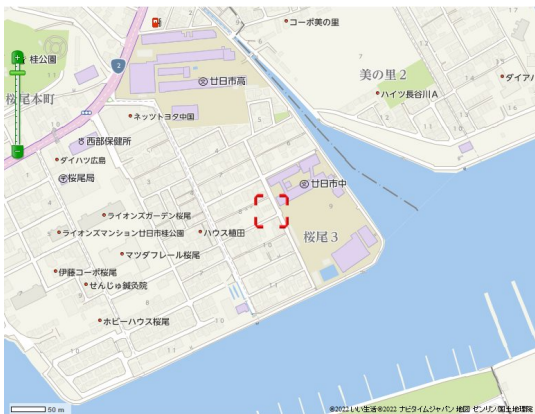 コーポ美の里
桂公園
2
廿日市高
美の里2
ダイア
ハイツ長谷川A
桜尾本町
ネッツトヨタ中国
西部保健所
ダイハツ広島
桜尾局
廿日市中
ライオンズガーデン桜尾
ライオンズマンション廿日市桂公園
ハウス植田
桜尾3
マツダフレール桜尾
伊藤コーポ桜尾
せんじゅ鍼灸院
ホビーハウス桜尾
50 m
©2022 いい生活 ©2022 ナビタイムジャパン 地図 ゼンリン 国土地理院